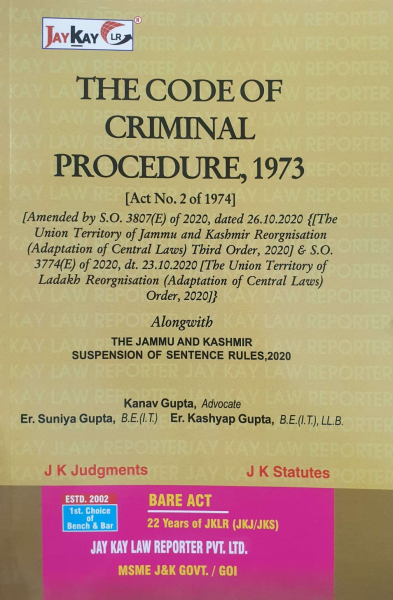 JAY KAY LR
®
THE CODE OF
CRIMINAL
PROCEDURE, 1973
[Act No. 2 of 1974]
[Amended by S.O. 3807(E) of 2020, dated 26.10.2020 {[The
Union Territory of Jammu and Kashmir Reorgnisation
(Adaptation of Central Laws) Third Order, 2020] & S.O.
3774(E) of 2020, dt. 23.10.2020 [The Union Territory of
Ladakh Reorgnisation (Adaptation of Central Laws)
Order, 2020]}
Alongwith
THE JAMMU AND KASHMIR
SUSPENSION OF SENTENCE RULES,2020
Kanav Gupta, Advocate
Er. Suniya Gupta, B.E.(I.T.) Er. Kashyap Gupta, B.E.(I.T.), LL.B.
J K Judgments J K Statutes
ESTD. 2002
1st. Choice
of
Bench & Bar
BARE ACT
22 Years of JKLR (JKJ/JKS)
JAY KAY LAW REPORTER PVT. LTD.
MSME J&K GOVT. / GOI